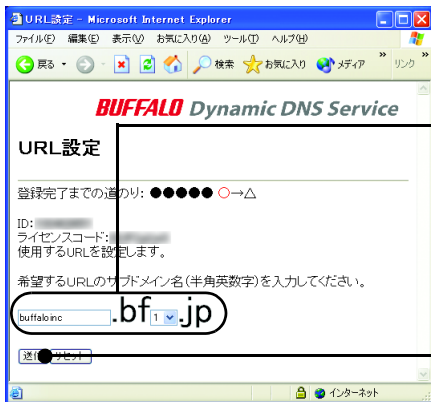 URL設定 - Microsoft Internet Explorer
ファイル(F) 編集(E) 表示(V) お気に入り(A) ツール(T) ヘルプ(H)
戻る 検索 お気に入り メディア リンク
BUFFALO Dynamic DNS Service
URL設定
登録完了までの道のり: ●●●●● ○→△
ID:
ライセンスコード:
使用するURLを設定します。
希望するURLのサブドメイン名(半角英数字)を入力してください。
buffaloinc .bf 1 .jp
送信 リセット
インターネット